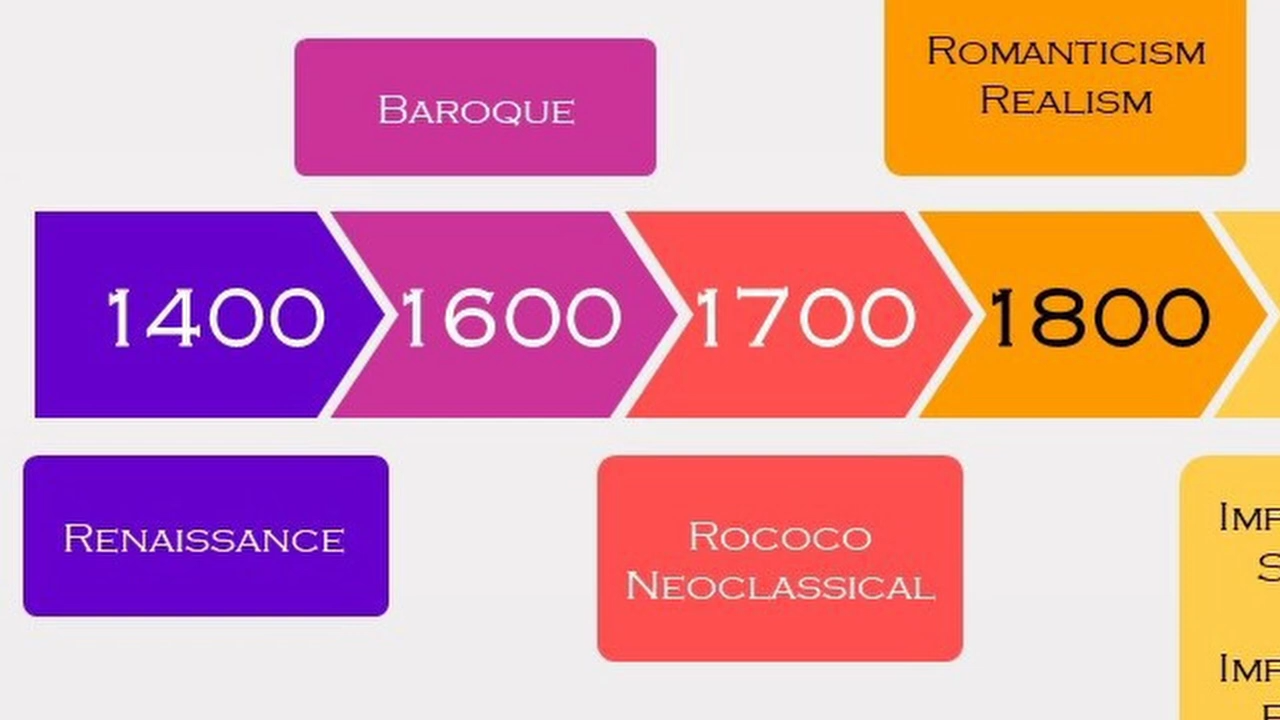 Romanticism
Realism
Baroque
1400
1600
1700
1800
Renaissance
Rococo
Neoclassical